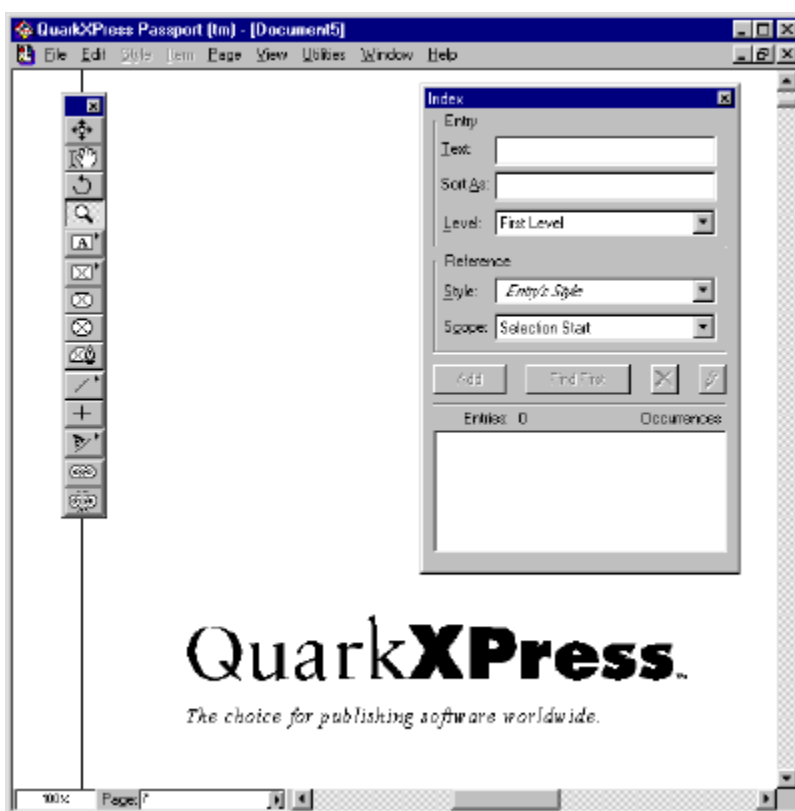 QuarkXPress Passport (tm) - [Document5]
File Edit Style Item Page View Utilities Window Help
Index
Entry
Text:
Sort As:
Level: First Level
Reference
Style: Entry's Style
Scope: Selection Start
Add Find First
Entries: 0 Occurrences
QuarkXPress™
The choice for publishing software worldwide.
100% Page: